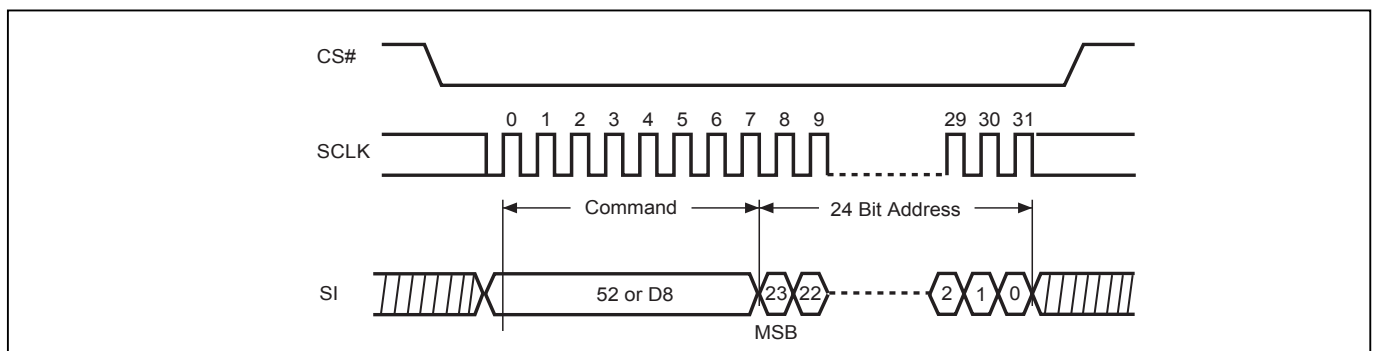 CS#
0 1 2 3 4 5 6 7 8 9 29 30 31
SCLK
Command 24 Bit Address
SI 52 or D8 23 22 2 1 0
MSB